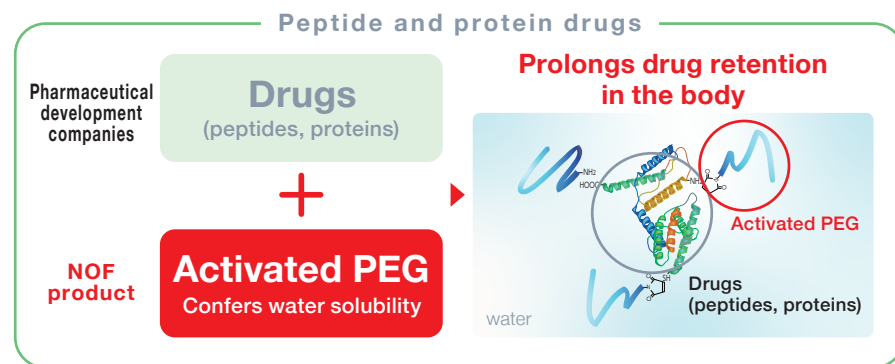 Peptide and protein drugs
Pharmaceutical
development
companies
Drugs
(peptides, proteins)
+
NOF
product
Activated PEG
Confers water solubility
Prolongs drug retention
in the body
NH2
HOOC
NH2
Activated PEG
SH
Drugs
(peptides, proteins)
water